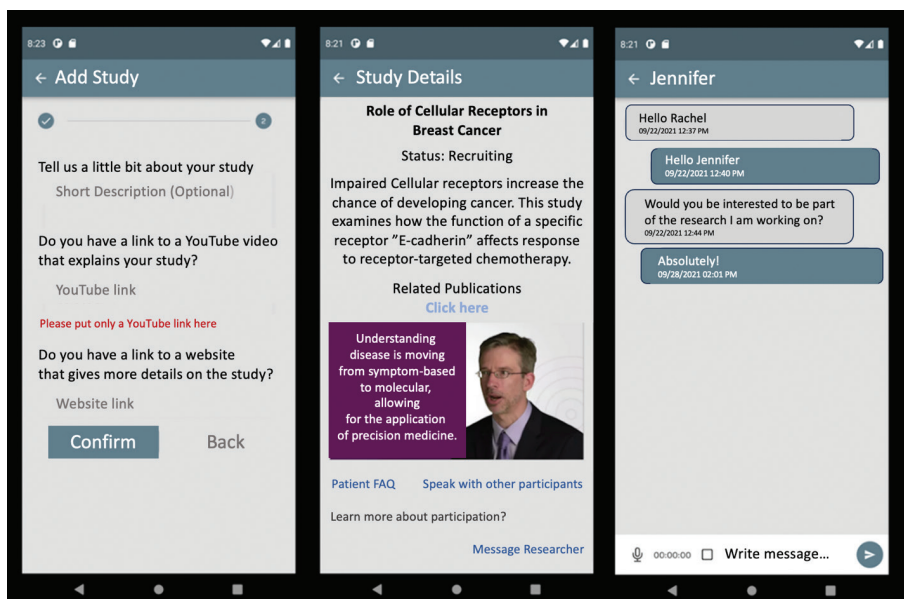 8:23
Add Study
2
Tell us a little bit about your study
Short Description (Optional)
Do you have a link to a YouTube video
that explains your study?
YouTube link
Please put only a YouTube link here
Do you have a link to a website
that gives more details on the study?
Website link
Confirm
Back
8:21
Study Details
Role of Cellular Receptors in
Breast Cancer
Status: Recruiting
Impaired Cellular receptors increase the
chance of developing cancer. This study
examines how the function of a specific
receptor ”E-cadherin” affects response
to receptor-targeted chemotherapy.
Related Publications
Click here
Understanding
disease is moving
from symptom-based
to molecular,
allowing
for the application
of precision medicine.
Patient FAQ
Speak with other participants
Learn more about participation?
Message Researcher
8:21
Jennifer
Hello Rachel
09/22/2021 12:37 PM
Hello Jennifer
09/22/2021 12:40 PM
Would you be interested to be part
of the research I am working on?
09/22/2021 12:44 PM
Absolutely!
09/28/2021 02:01 PM
00:00:00
Write message...